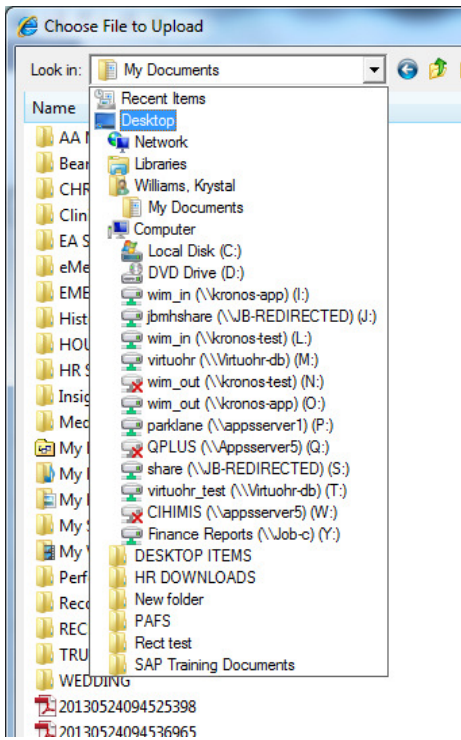 Choose File to Upload
Look in: My Documents
Name
Recent Items
Desktop
Network
Libraries
Williams, Krystal
My Documents
Computer
Local Disk (C:)
DVD Drive (D:)
wim_in (\\kronos-app) (I:)
jbmhshare (\\JB-REDIRECTED) (J:)
wim_in (\\kronos-test) (L:)
virtuohr (\\Virtuohr-db) (M:)
wim_out (\\kronos-test) (N:)
wim_out (\\kronos-app) (O:)
parklane (\\appsserver1) (P:)
QPLUS (\\Appsserver5) (Q:)
share (\\JB-REDIRECTED) (S:)
virtuohr_test (\\Virtuohr-db) (T:)
CIHIMIS (\\appsserver5) (W:)
Finance Reports (\\Job-c) (Y:)
DESKTOP ITEMS
HR DOWNLOADS
New folder
PAFS
Rect test
SAP Training Documents
AA
CHR
Clin
EA S
eMe
EME
Hist
HOU
HR S
Insig
Med
My
My
My
My S
My
Perf
Reco
REC
TRU
WEDDING
20130524094525398
20130524094536965